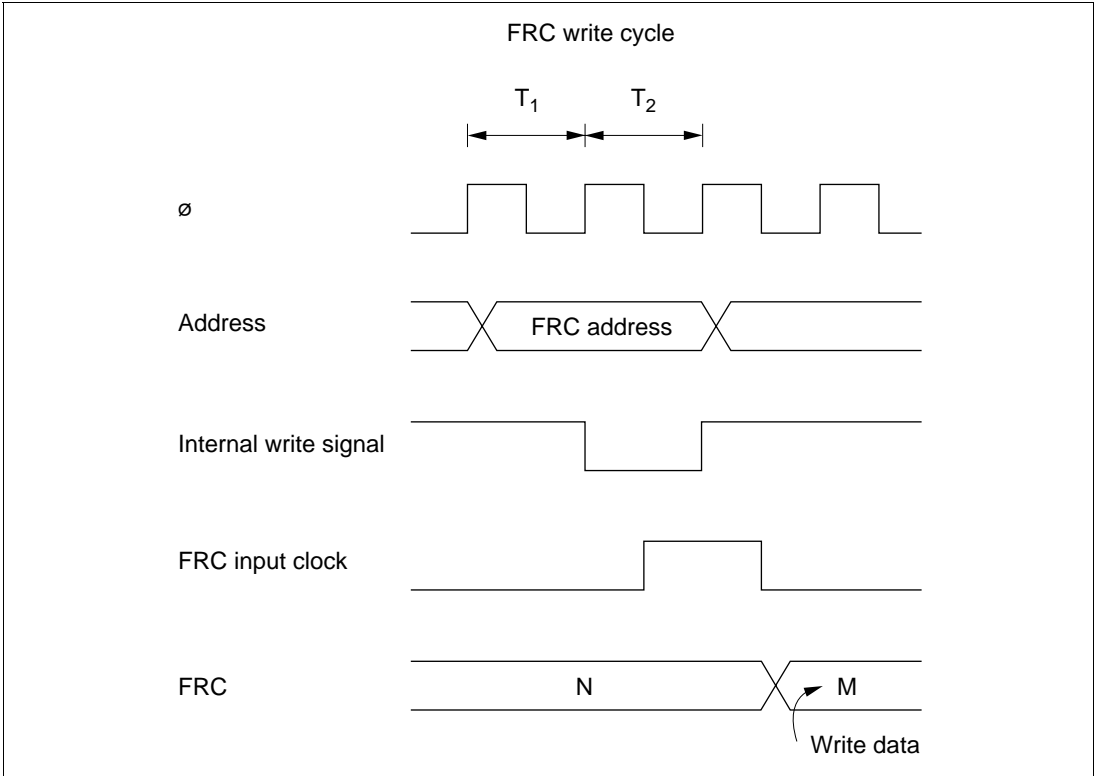 FRC write cycle
T1 T2
ø
Address
FRC address
Internal write signal
FRC input clock
FRC
N
M
Write data